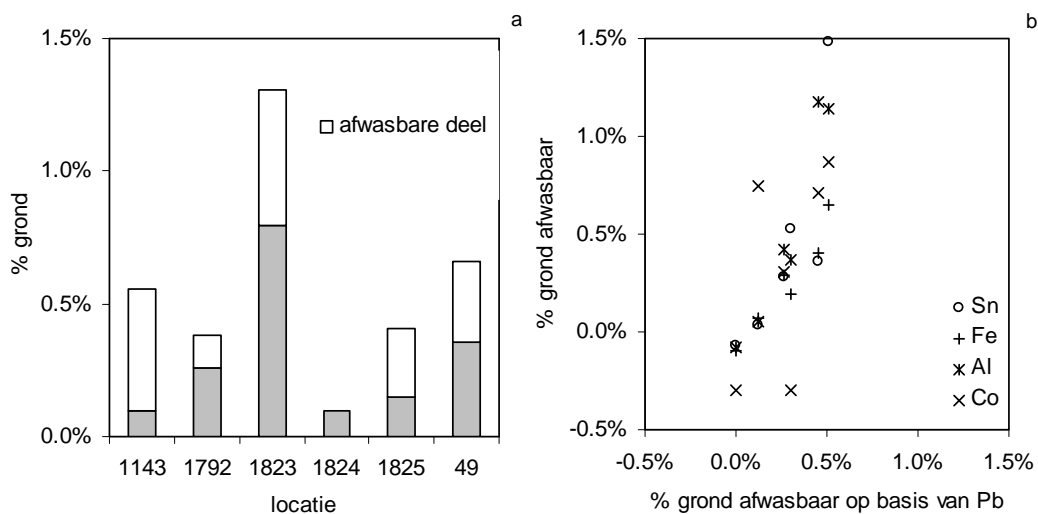 a
1.5%
1.0%
0.5%
0.0%
% grond
afwasbare deel
1143 1792 1823 1824 1825 49
locatie
b
1.5%
1.0%
0.5%
0.0%
-0.5%
% grond afwasbaar
Sn
Fe
Al
Co
-0.5% 0.0% 0.5% 1.0% 1.5%
% grond afwasbaar op basis van Pb